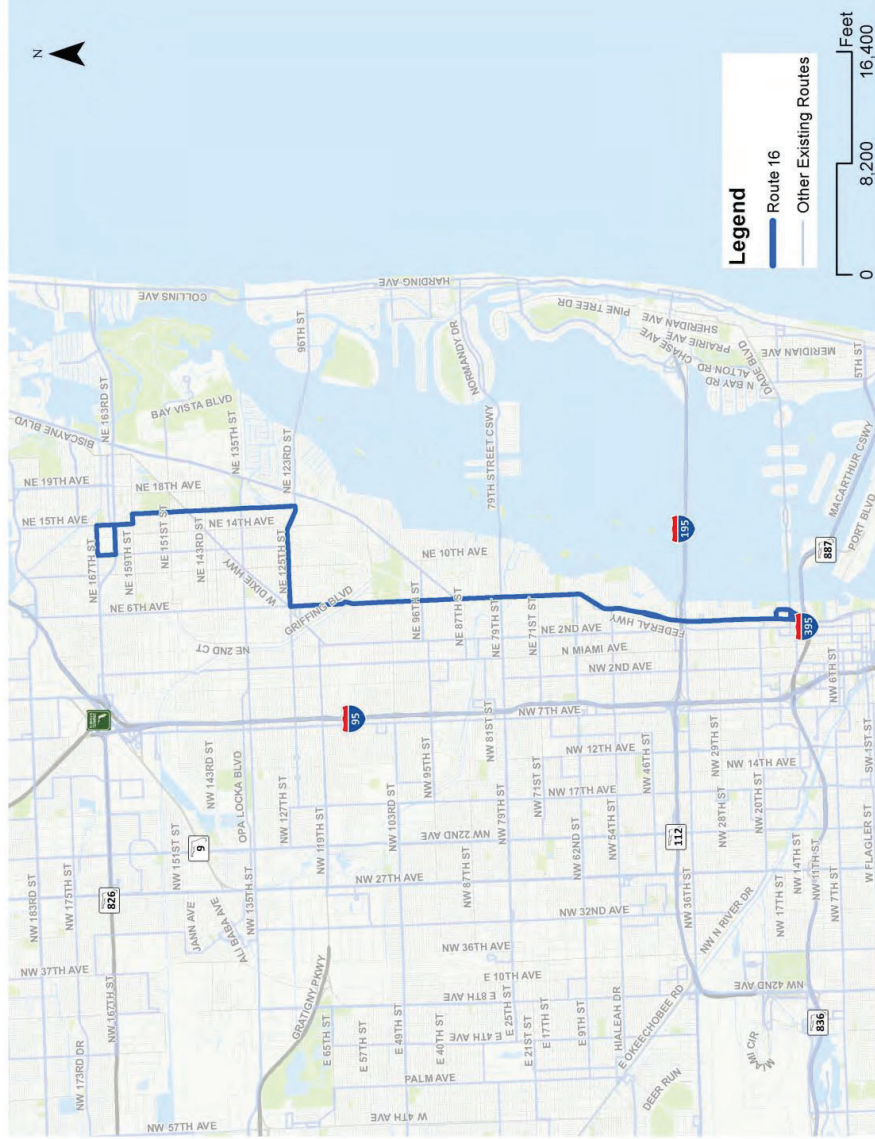 N
NW 183RD ST
NW 175TH ST
826
NW 167TH ST
NW 173RD DR
NW 37TH AVE
NW 57TH AVE
JANN AVE
ALI BABA AVE
NW 151ST ST
9
NW 143RD ST
OPA LOCKA BLVD
NW 135TH ST
NW 127TH ST
NW 119TH ST
GRATIGNY PKWY
95
NE 2ND CT
NE 6TH AVE
NE 167TH ST
NE 159TH ST
NE 151ST ST
NE 143RD ST
W DIXIE HWY
NE 125TH ST
GRIFFING BLVD
NE 15TH AVE
NE 19TH AVE
NE 18TH AVE
NE 14TH AVE
NE 163RD ST
BISCAYNE BLVD
BAY VISTA BLVD
NE 135TH ST
NE 123RD ST
COLLINS AVE
96TH ST
HARDING AVE
NE 10TH AVE
NE 96TH ST
NE 87TH ST
NE 79TH ST
NE 71ST ST
NE 2ND AVE
N MIAMI AVE
NW 2ND AVE
NW 7TH AVE
FEDERAL HWY
79TH STREET CSWY
NORMANDY DR
NW 103RD ST
NW 95TH ST
NW 81ST ST
NW 79TH ST
NW 87TH ST
NW 71ST ST
NW 62ND ST
NW 54TH ST
NW 46TH ST
NW 12TH AVE
NW 14TH AVE
NW 17TH AVE
NW 22ND AVE
NW 27TH AVE
NW 32ND AVE
NW 36TH AVE
E 10TH AVE
E 8TH AVE
E 4TH AVE
PALM AVE
W 4TH AVE
E 65TH ST
E 57TH ST
E 49TH ST
E 40TH ST
E 25TH ST
E 21ST ST
E 17TH ST
E 9TH ST
HIALEAH DR
E OKEECHOBEE RD
DEER RUN
112
NW 36TH ST
NW 29TH ST
NW 28TH ST
NW 20TH ST
NW 17TH ST
NW 14TH ST
NW 11TH ST
NW 7TH ST
NW 6TH ST
SW 1ST ST
W FLAGLER ST
NW N RIVER DR
NW 42ND AVE
MIA MI CIR
836
195
395
887
MACARTHUR CSWY
PORT BLVD
PINE TREE DR
SHERIDAN AVE
PRAIRIE AVE
CHASE AVE
ALTON RD
N BAY RD
DADE BLVD
MERIDIAN AVE
5TH ST
Legend
Route 16
Other Existing Routes
Feet
0 8,200 16,400